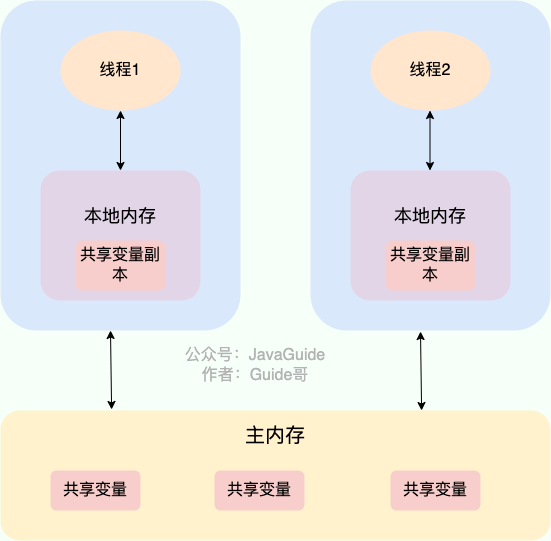 线程1
线程2
本地内存
本地内存
共享变量副
本
共享变量副
本
公众号：JavaGuide
作者：Guide哥
主内存
共享变量
共享变量
共享变量